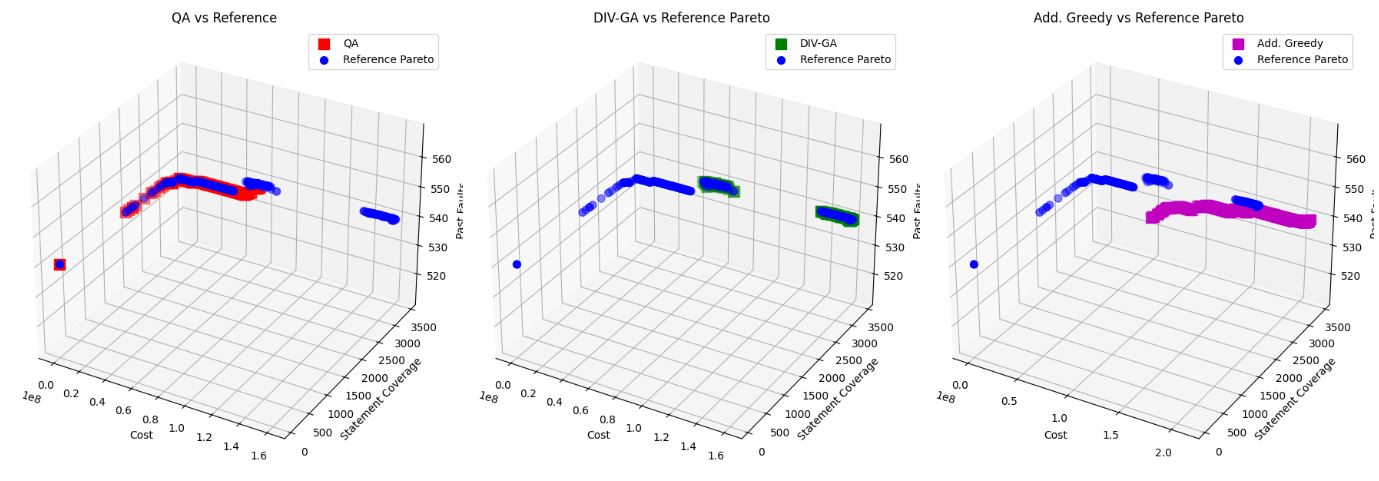 QA vs Reference
QA
Reference Pareto
560
550
540
530
520
Past Faults
3500
3000
2500
2000
1500
1000
500
0
Statement Coverage
0.0
0.2
0.4
0.6
0.8
1.0
1.2
1.4
1.6
1e8
Cost
DIV-GA vs Reference Pareto
DIV-GA
Reference Pareto
560
550
540
530
520
Past Faults
3500
3000
2500
2000
1500
1000
500
0
Statement Coverage
0.0
0.2
0.4
0.6
0.8
1.0
1.2
1.4
1.6
1e8
Cost
Add. Greedy vs Reference Pareto
Add. Greedy
Reference Pareto
560
550
540
530
520
Past Faults
3500
3000
2500
2000
1500
1000
500
0
Statement Coverage
0.0
0.5
1.0
1.5
2.0
1e8
Cost